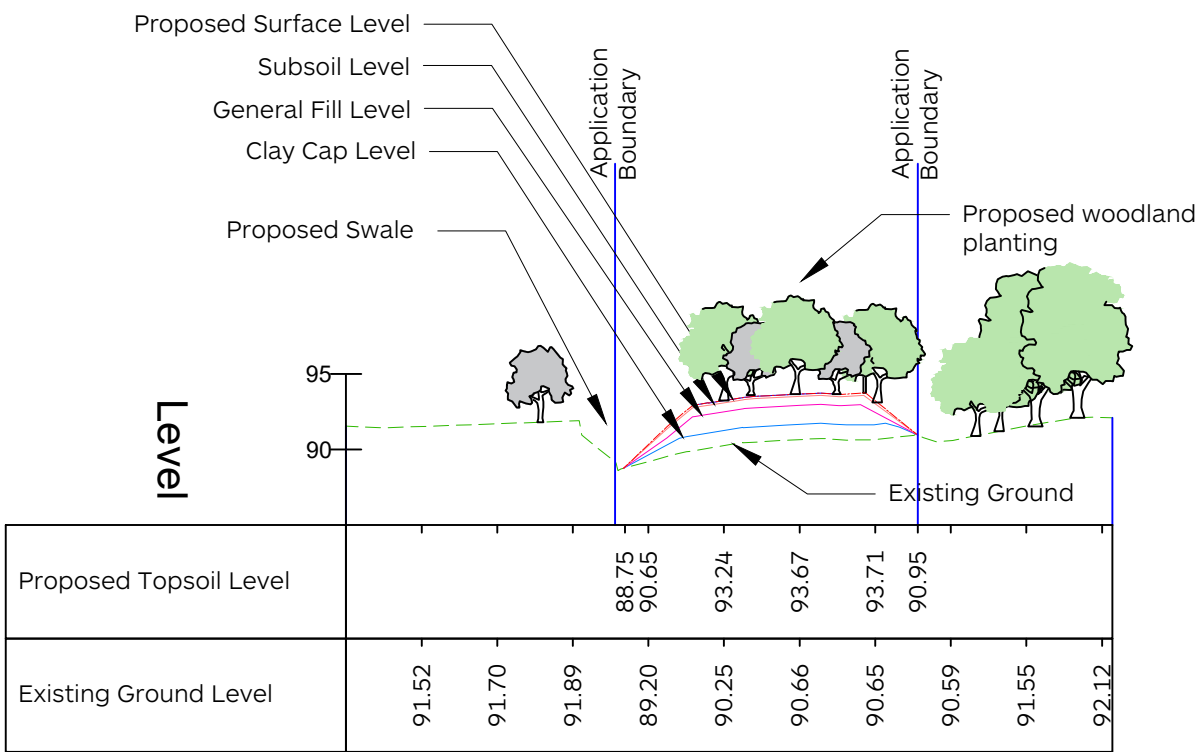 Proposed Surface Level
Subsoil Level
General Fill Level
Clay Cap Level
Proposed Swale
Application
Boundary
Application
Boundary
Proposed woodland
planting
95
90
Level
Existing Ground
Proposed Topsoil Level
88.75
90.65
93.24
93.67
93.71
90.95
Existing Ground Level
91.52
91.70
91.89
89.20
90.25
90.66
90.65
90.59
91.55
92.12